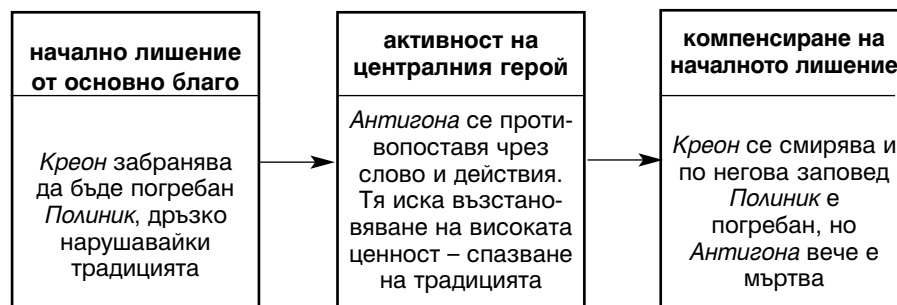 начално лишение
от основно благо
Креон забранява
да бъде погребан
Полиник, дръзко
нарушавайки
традицията
активност на
централния герой
Антигона се проти-
вопоставя чрез
слово и действия.
Тя иска възстано-
вяване на високата
ценност – спазване
на традицията
компенсиране на
началното лишение
Креон се смирява и
по негова заповед
Полиник е
погребан, но
Антигона вече е
мъртва